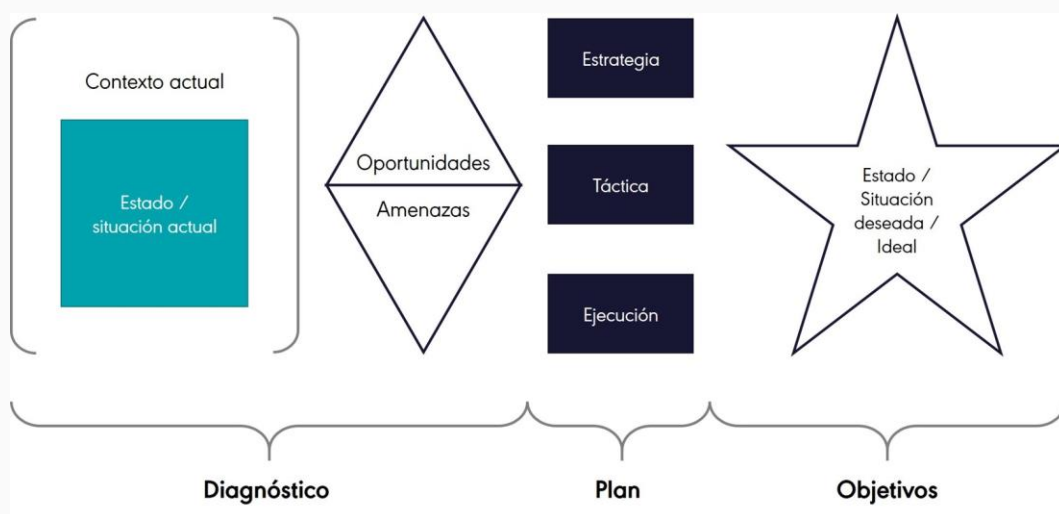 Contexto actual
Estado /
situación actual
Oportunidades
Amenazas
Estrategia
Táctica
Ejecución
Estado /
Situación
deseada /
Ideal
Diagnóstico
Plan
Objetivos